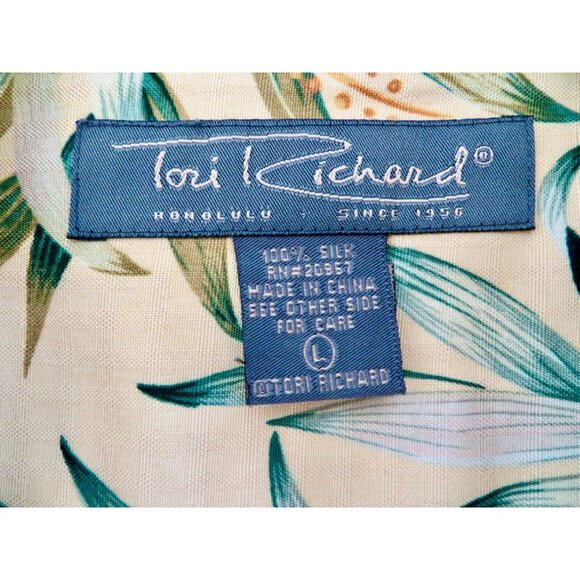 Tori Richard®
HONOLULU · SINCE 1956
100% SILK
RN#20957
MADE IN CHINA
SEE OTHER SIDE
FOR CARE
L
©TORI RICHARD